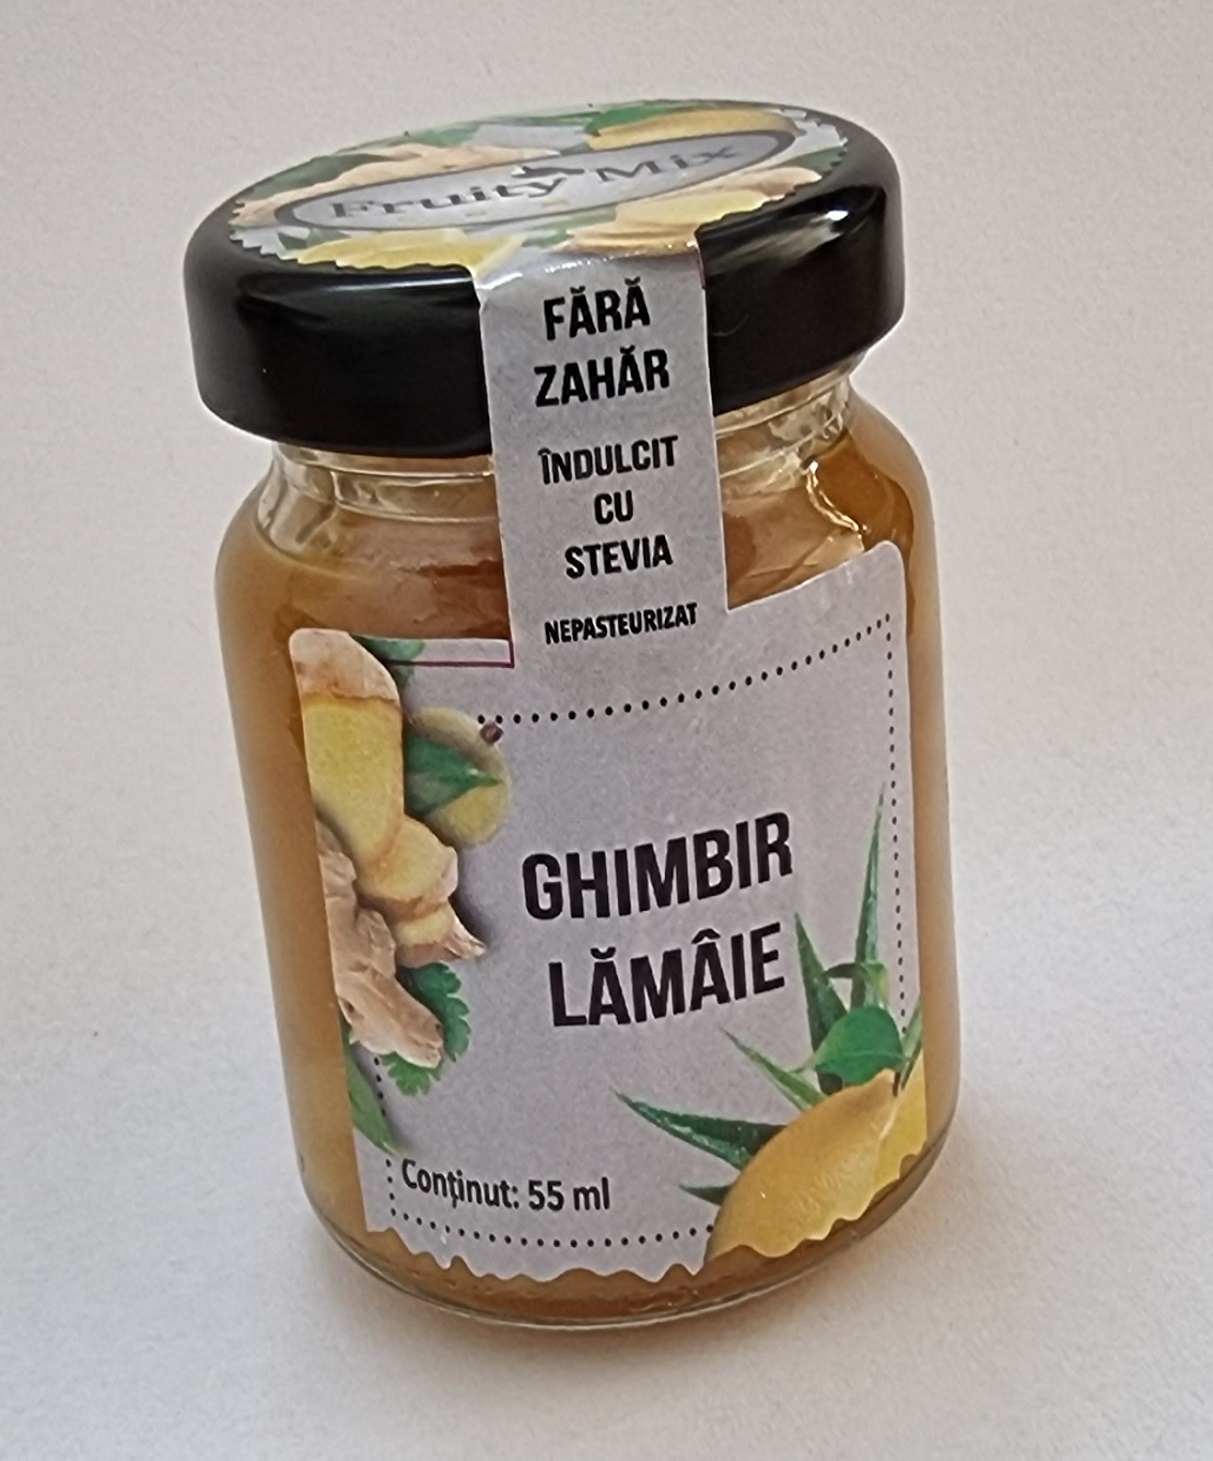 Fruity Mix
FĂRĂ
ZAHĂR
ÎNDULCIT
CU
STEVIA
NEPASTEURIZAT
GHIMBIR
LĂMÂIE
Conținut: 55 ml